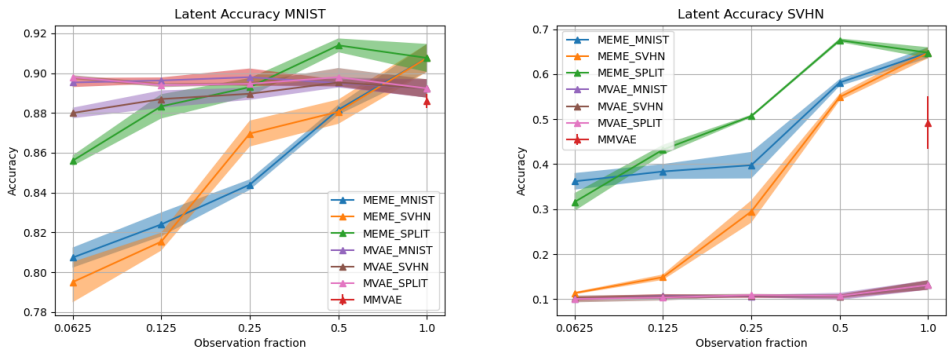 Latent Accuracy MNIST
0.92
0.90
0.88
0.86
0.84
0.82
0.80
0.78
Accuracy
MEME_MNIST
MEME_SVHN
MEME_SPLIT
MVAE_MNIST
MVAE_SVHN
MVAE_SPLIT
MMVAE
0.0625
0.125
0.25
0.5
1.0
Observation fraction
Latent Accuracy SVHN
0.7
0.6
0.5
0.4
0.3
0.2
0.1
Accuracy
MEME_MNIST
MEME_SVHN
MEME_SPLIT
MVAE_MNIST
MVAE_SVHN
MVAE_SPLIT
MMVAE
0.0625
0.125
0.25
0.5
1.0
Observation fraction